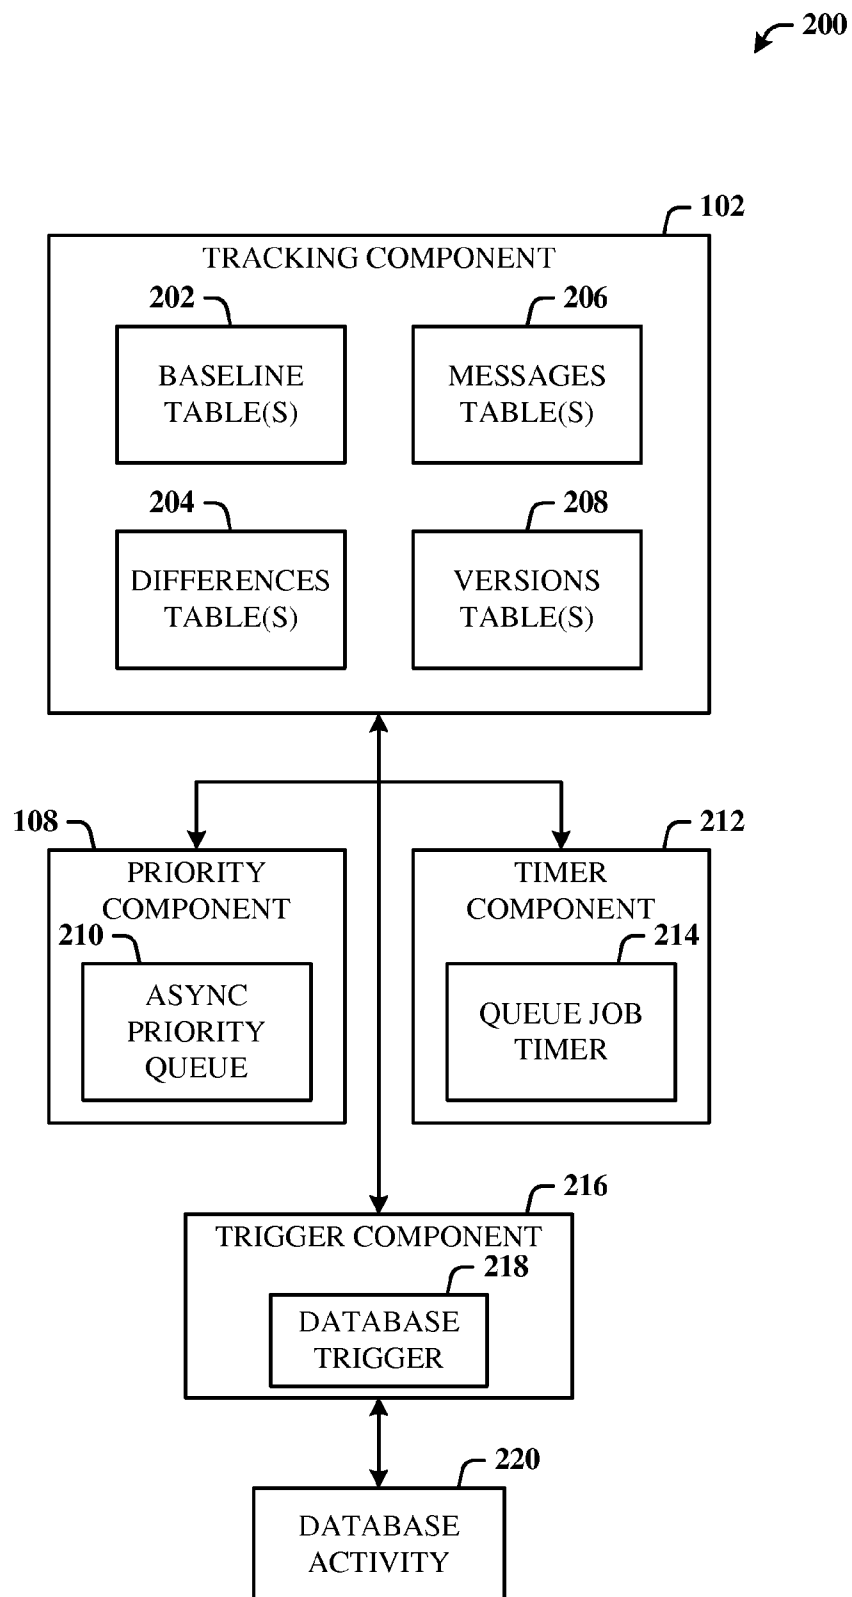 200
102
TRACKING COMPONENT
202
206
BASELINE
TABLE(S)
MESSAGES
TABLE(S)
204
208
DIFFERENCES
TABLE(S)
VERSIONS
TABLE(S)
108
212
PRIORITY
COMPONENT
TIMER
COMPONENT
210
214
ASYNC
PRIORITY
QUEUE
QUEUE JOB
TIMER
216
TRIGGER COMPONENT
218
DATABASE
TRIGGER
220
DATABASE
ACTIVITY